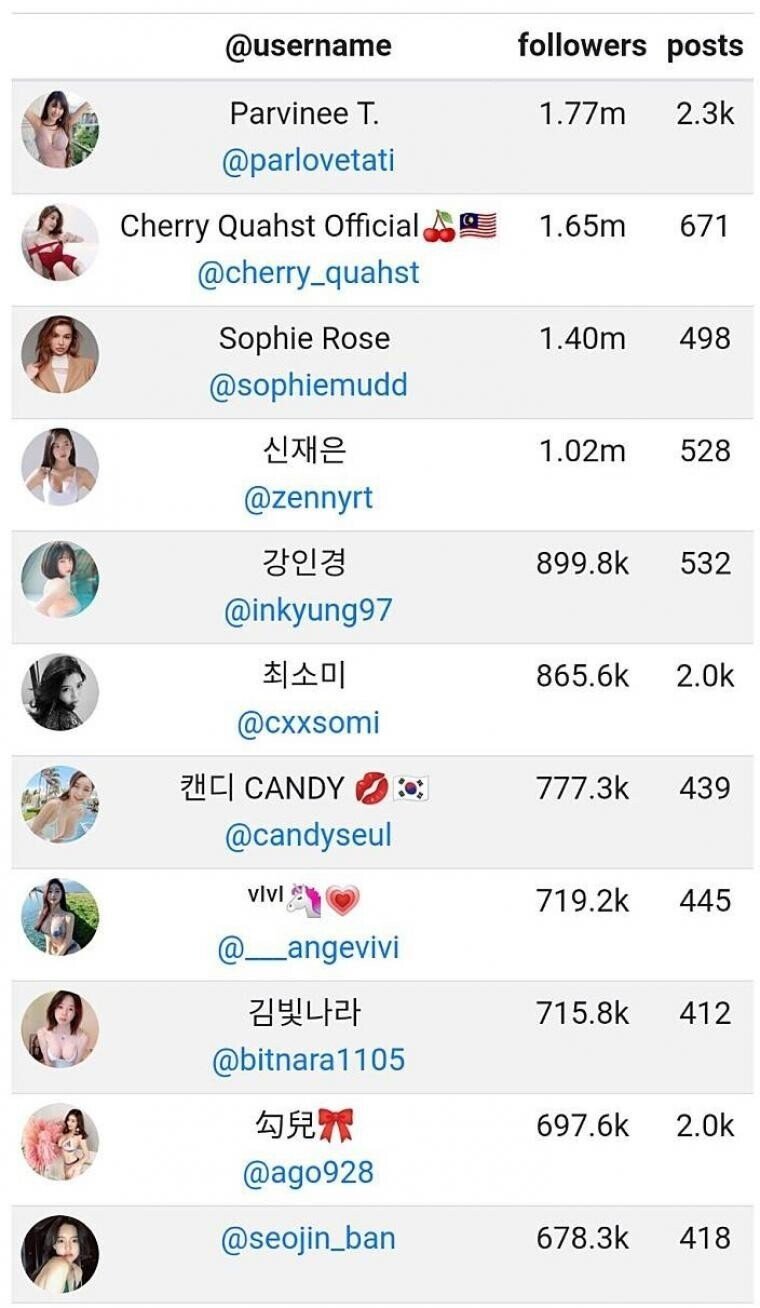 @username followers posts
Parvinee T. 1.77m 2.3k
@parlovetati
Cherry Quahst Official🍒🇲🇾 1.65m 671
@cherry_quahst
Sophie Rose 1.40m 498
@sophiemudd
신재은 1.02m 528
@zennyrt
강인경 899.8k 532
@inkyung97
최소미 865.6k 2.0k
@cxxsomi
캔디 CANDY 💋🇰🇷 777.3k 439
@candyseul
ᵛᴵᵛᴵ🦄💗 719.2k 445
@___angevivi
김빛나라 715.8k 412
@bitnara1105
勾兒🎀 697.6k 2.0k
@ago928
@seojin_ban 678.3k 418